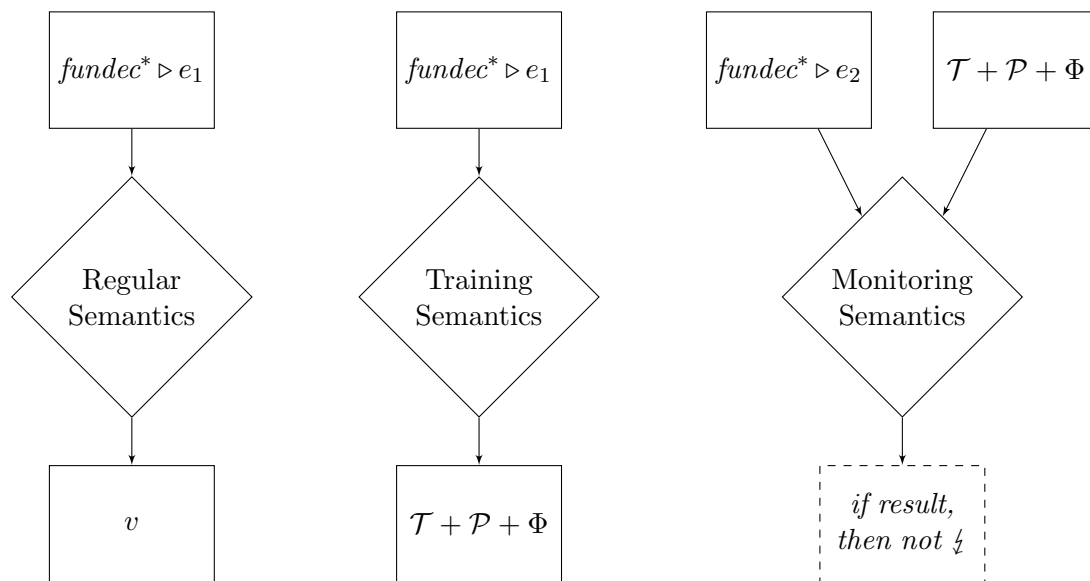 fundec* ▷ e₁
fundec* ▷ e₁
fundec* ▷ e₂
𝒯 + 𝒫 + Φ
Regular
Semantics
Training
Semantics
Monitoring
Semantics
v
𝒯 + 𝒫 + Φ
if result,
then not ↯